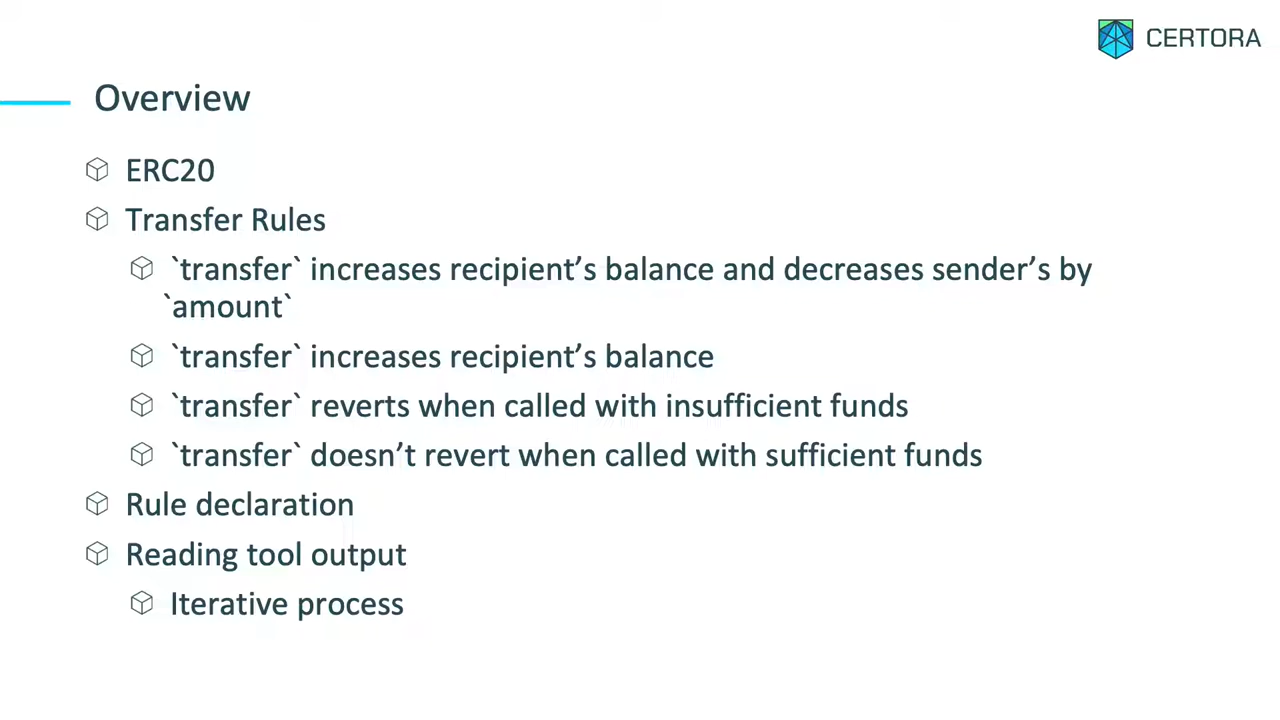 CERTORA
Overview
ERC20
Transfer Rules
`transfer` increases recipient’s balance and decreases sender’s by
`amount`
`transfer` increases recipient’s balance
`transfer` reverts when called with insufficient funds
`transfer` doesn’t revert when called with sufficient funds
Rule declaration
Reading tool output
Iterative process